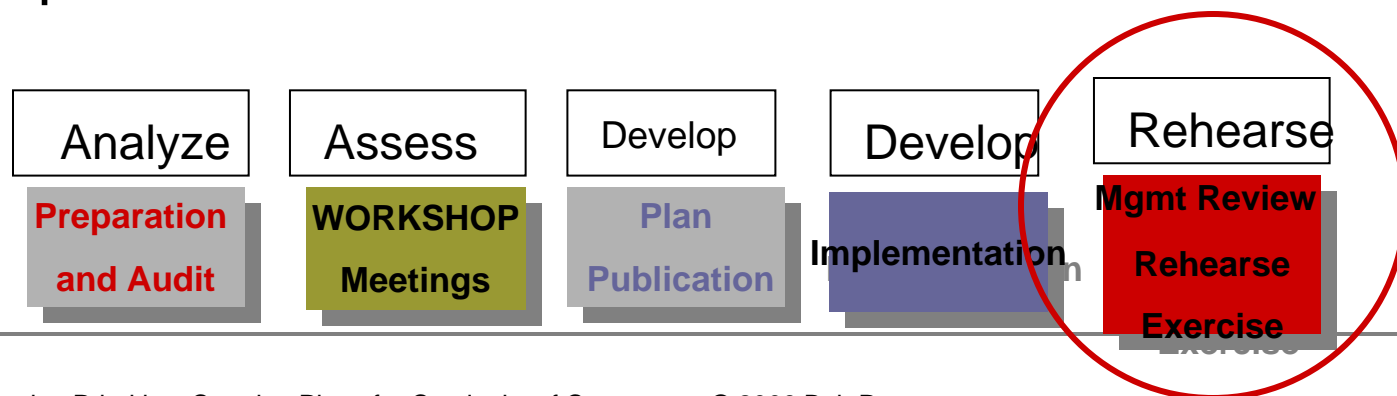 Analyze
Preparation
and Audit
Assess
WORKSHOP
Meetings
Develop
Plan
Publication
Develop
Implementation
Rehearse
Mgmt Review
Rehearse
Exercise